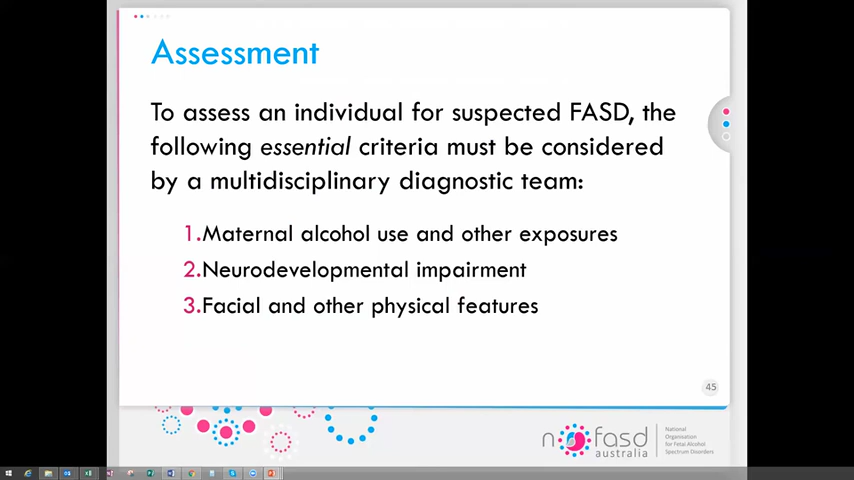 Assessment
To assess an individual for suspected FASD, the
following essential criteria must be considered
by a multidisciplinary diagnostic team:
1.Maternal alcohol use and other exposures
2.Neurodevelopmental impairment
3.Facial and other physical features
45
nofasd
australia
National
Organisation
for Fetal Alcohol
Spectrum Disorders